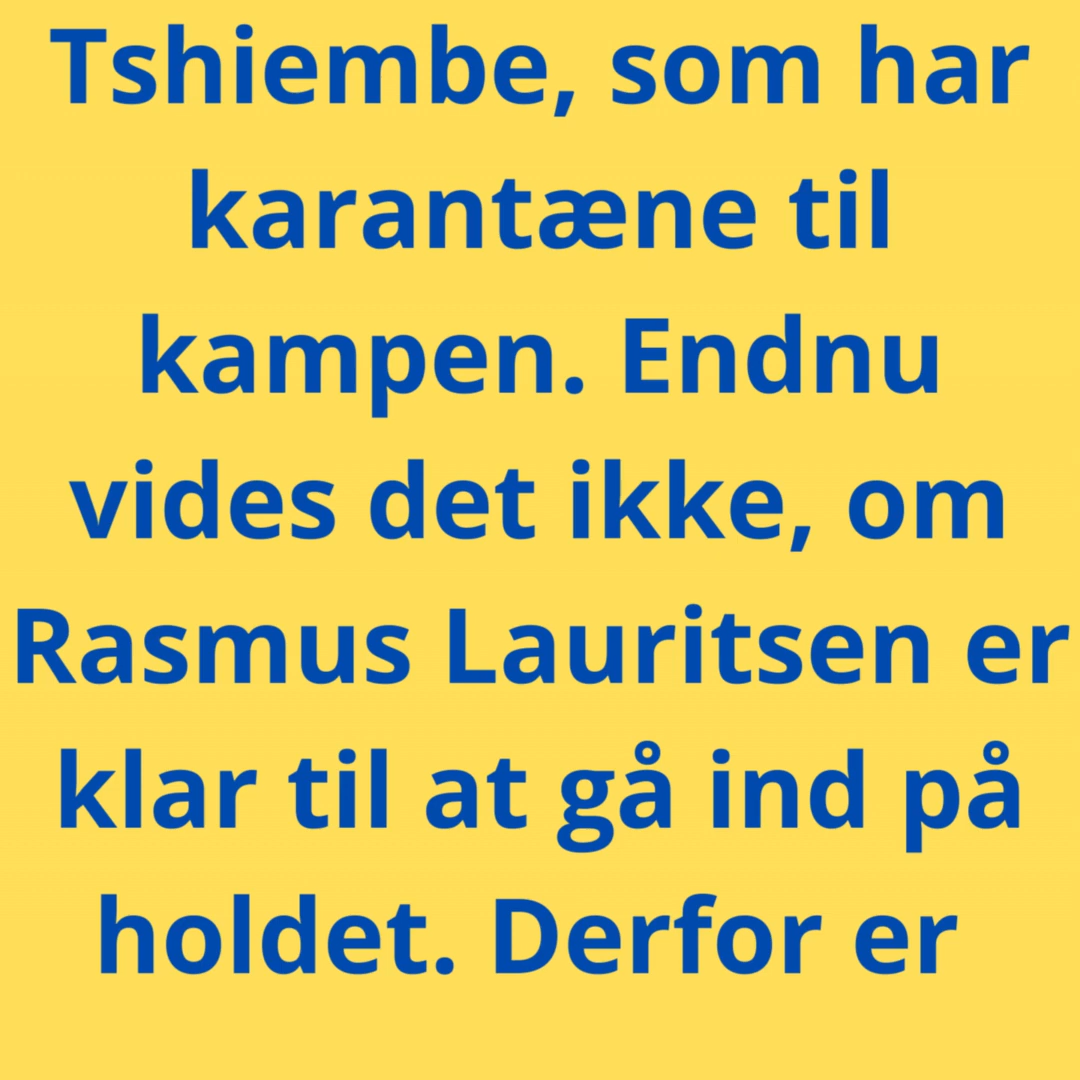 Tshiembe, som har
karantæne til
kampen. Endnu
vides det ikke, om
Rasmus Lauritsen er
klar til at gå ind på
holdet. Derfor er